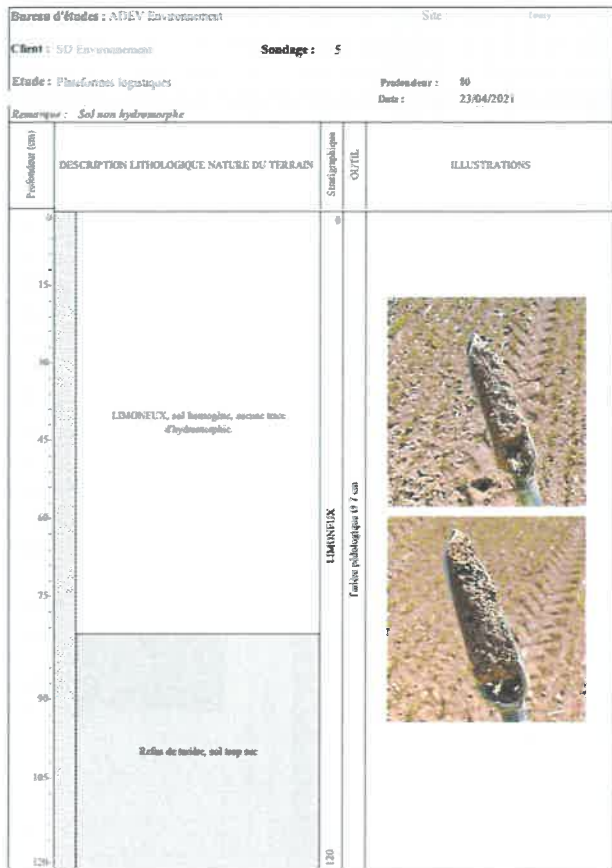 Bureau d'études : ADEV Environnement
Site
Client : SD Environnement
Sondage : 5
Etude : Plateformes logistiques
Profondeur : 80
Date : 23/04/2021
Remarque : Sol non hydromorphe
Profondeur (cm)
DESCRIPTION LITHOLOGIQUE NATURE DU TERRAIN
Stratigraphique
OUTIL
ILLUSTRATIONS
0
0
15
30
LIMONEUX, sol homogène, aucune trace
d'hydromorphie.
45
60
LIMONEUX
Tarière pédologique Ø 7 cm
75
90
Refus de tarière, sol trop sec
105
120
120